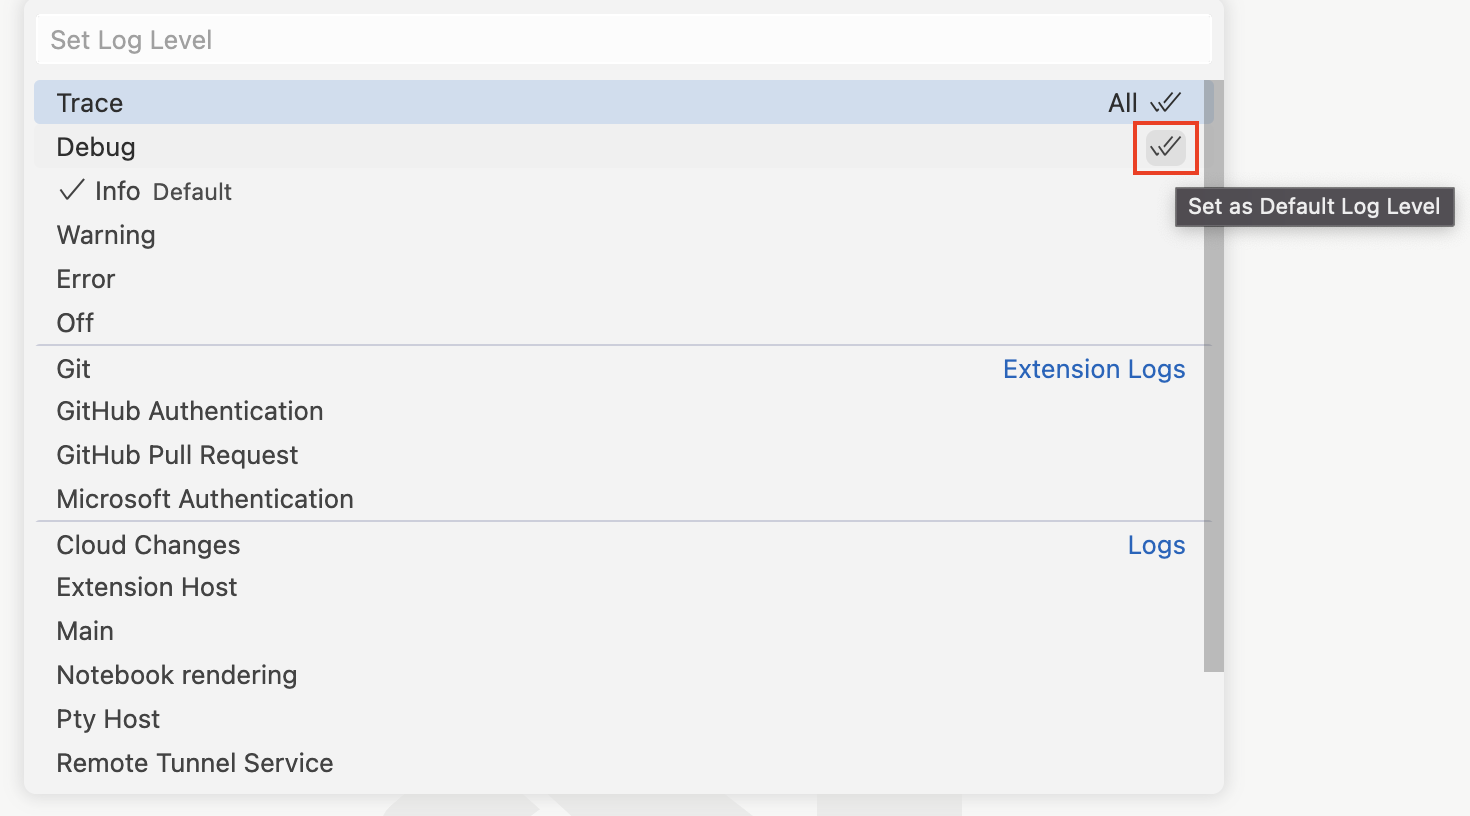 Set Log Level
Trace All
Debug
Info Default
Set as Default Log Level
Warning
Error
Off
Git Extension Logs
GitHub Authentication
GitHub Pull Request
Microsoft Authentication
Cloud Changes Logs
Extension Host
Main
Notebook rendering
Pty Host
Remote Tunnel Service